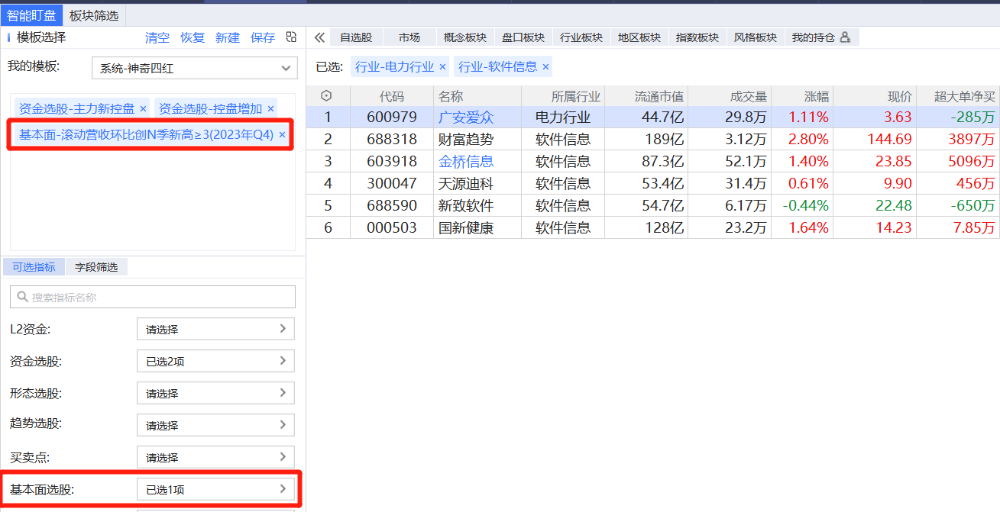 智能盯盘 板块筛选
模板选择 清空 恢复 新建 保存
我的模板: 系统-神奇四红
资金选股-主力新控盘 × 资金选股-控盘增加 ×
基本面-滚动营收环比创N季新高≥3(2023年Q4) ×
可选指标 字段筛选
搜索指标名称
L2资金: 请选择
资金选股: 已选2项
形态选股: 请选择
趋势选股: 请选择
买卖点: 请选择
基本面选股: 已选1项
自选股 市场 概念板块 盘口板块 行业板块 地区板块 指数板块 风格板块 我的持仓
已选: 行业-电力行业 × 行业-软件信息 ×
代码 名称 所属行业 流通市值 成交量 涨幅 现价 超大单净买
1 600979 广安爱众 电力行业 44.7亿 29.8万 1.11% 3.63 -285万
2 688318 财富趋势 软件信息 189亿 3.12万 2.80% 144.69 3897万
3 603918 金桥信息 软件信息 87.3亿 52.1万 1.40% 23.85 5096万
4 300047 天源迪科 软件信息 53.4亿 31.4万 0.61% 9.90 456万
5 688590 新致软件 软件信息 54.7亿 6.17万 -0.44% 22.48 -650万
6 000503 国新健康 软件信息 128亿 23.2万 1.64% 14.23 7.85万